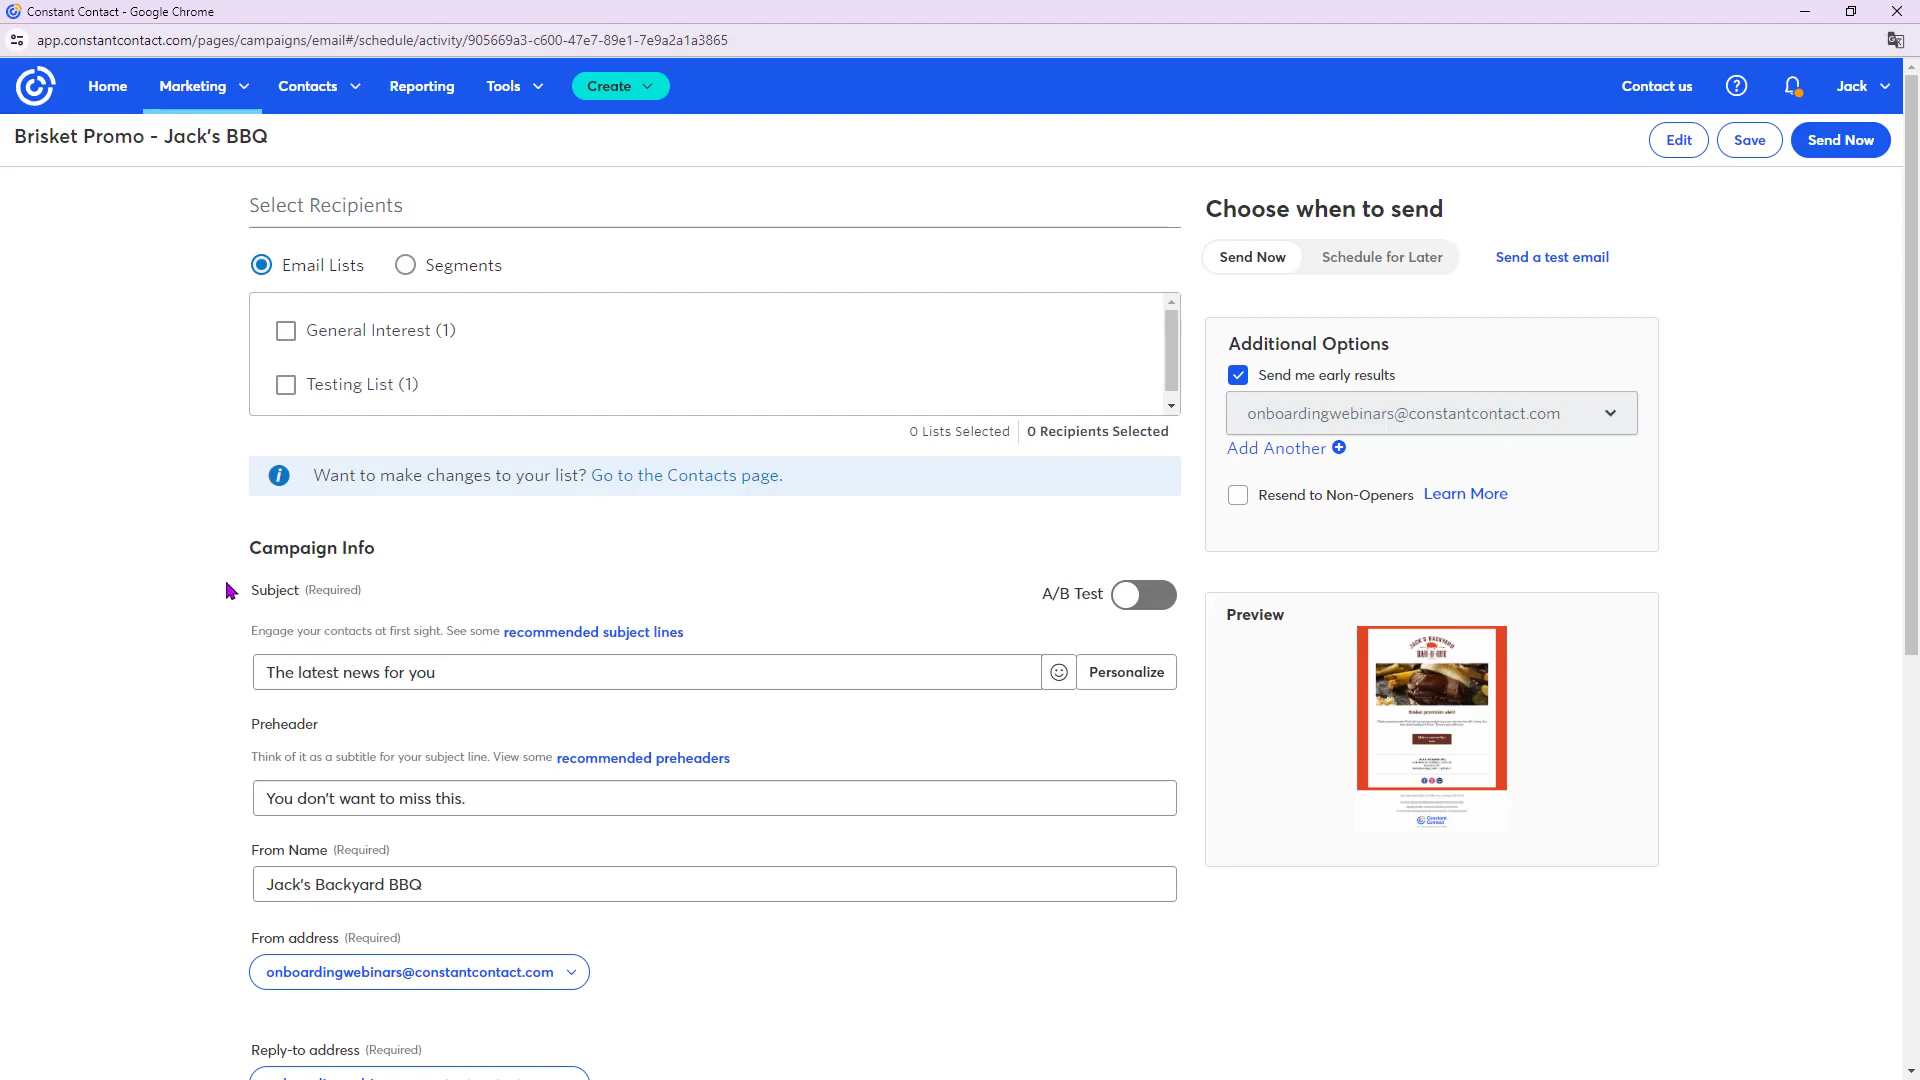 Constant Contact - Google Chrome
app.constantcontact.com/pages/campaigns/email#/schedule/activity/905669a3-c600-47e7-89e1-7e9a2a1a3865
Home Marketing Contacts Reporting Tools Create Contact us Jack
Brisket Promo - Jack's BBQ
Edit Save Send Now
Select Recipients
Email Lists Segments
General Interest (1)
Testing List (1)
0 Lists Selected 0 Recipients Selected
Want to make changes to your list? Go to the Contacts page.
Campaign Info
Subject (Required)
A/B Test
Engage your contacts at first sight. See some recommended subject lines
The latest news for you
Personalize
Preheader
Think of it as a subtitle for your subject line. View some recommended preheaders
You don't want to miss this.
From Name (Required)
Jack's Backyard BBQ
From address (Required)
onboardingwebinars@constantcontact.com
Reply-to address (Required)
Choose when to send
Send Now Schedule for Later Send a test email
Additional Options
Send me early results
onboardingwebinars@constantcontact.com
Add Another
Resend to Non-Openers Learn More
Preview
JACK'S BACKYARD
BAR-B-QUE
Constant
Contact